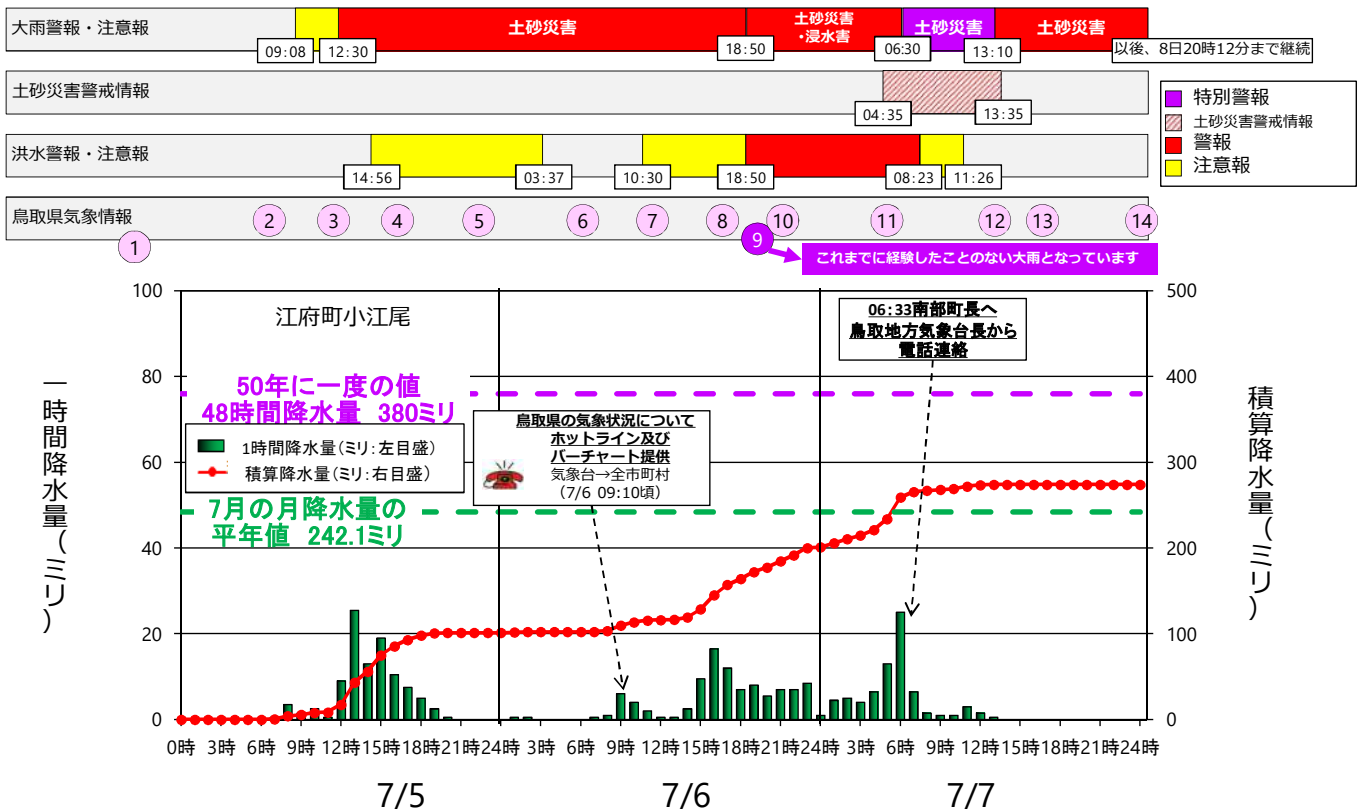 大雨警報・注意報
土砂災害
土砂災害
・浸水害
土砂災害
土砂災害
09:08
12:30
18:50
06:30
13:10
以後、8日20時12分まで継続
土砂災害警戒情報
04:35
13:35
特別警報
土砂災害警戒情報
警報
注意報
洪水警報・注意報
14:56
03:37
10:30
18:50
08:23
11:26
鳥取県気象情報
1
2
3
4
5
6
7
8
9
10
11
12
13
14
これまでに経験したことのない大雨となっています
江府町小江尾
50年に一度の値
48時間降水量 380ミリ
1時間降水量(ミリ:左目盛)
積算降水量(ミリ:右目盛)
7月の月降水量の
平年値 242.1ミリ
鳥取県の気象状況について
ホットライン及び
バーチャート提供
気象台→全市町村
(7/6 09:10頃)
06:33南部町長へ
鳥取地方気象台長から
電話連絡
一時間降水量(ミリ)
100
80
60
40
20
0
積算降水量(ミリ)
500
400
300
200
100
0
0時 3時 6時 9時 12時 15時 18時 21時 24時 3時 6時 9時 12時 15時 18時 21時 24時 3時 6時 9時 12時 15時 18時 21時 24時
7/5 7/6 7/7